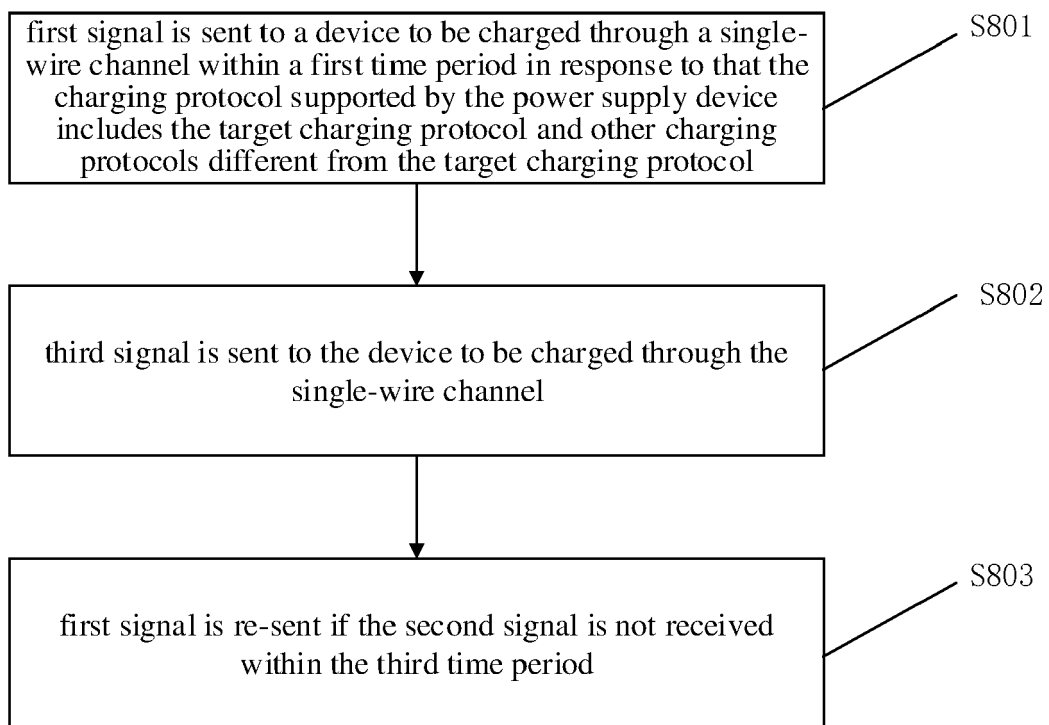 first signal is sent to a device to be charged through a single-
wire channel within a first time period in response to that the
charging protocol supported by the power supply device
includes the target charging protocol and other charging
protocols different from the target charging protocol
S801
third signal is sent to the device to be charged through the
single-wire channel
S802
first signal is re-sent if the second signal is not received
within the third time period
S803